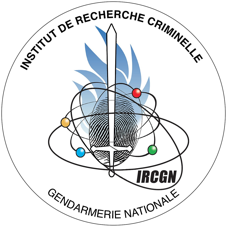 INSTITUT DE RECHERCHE CRIMINELLE
IRCGN
GENDARMERIE NATIONALE